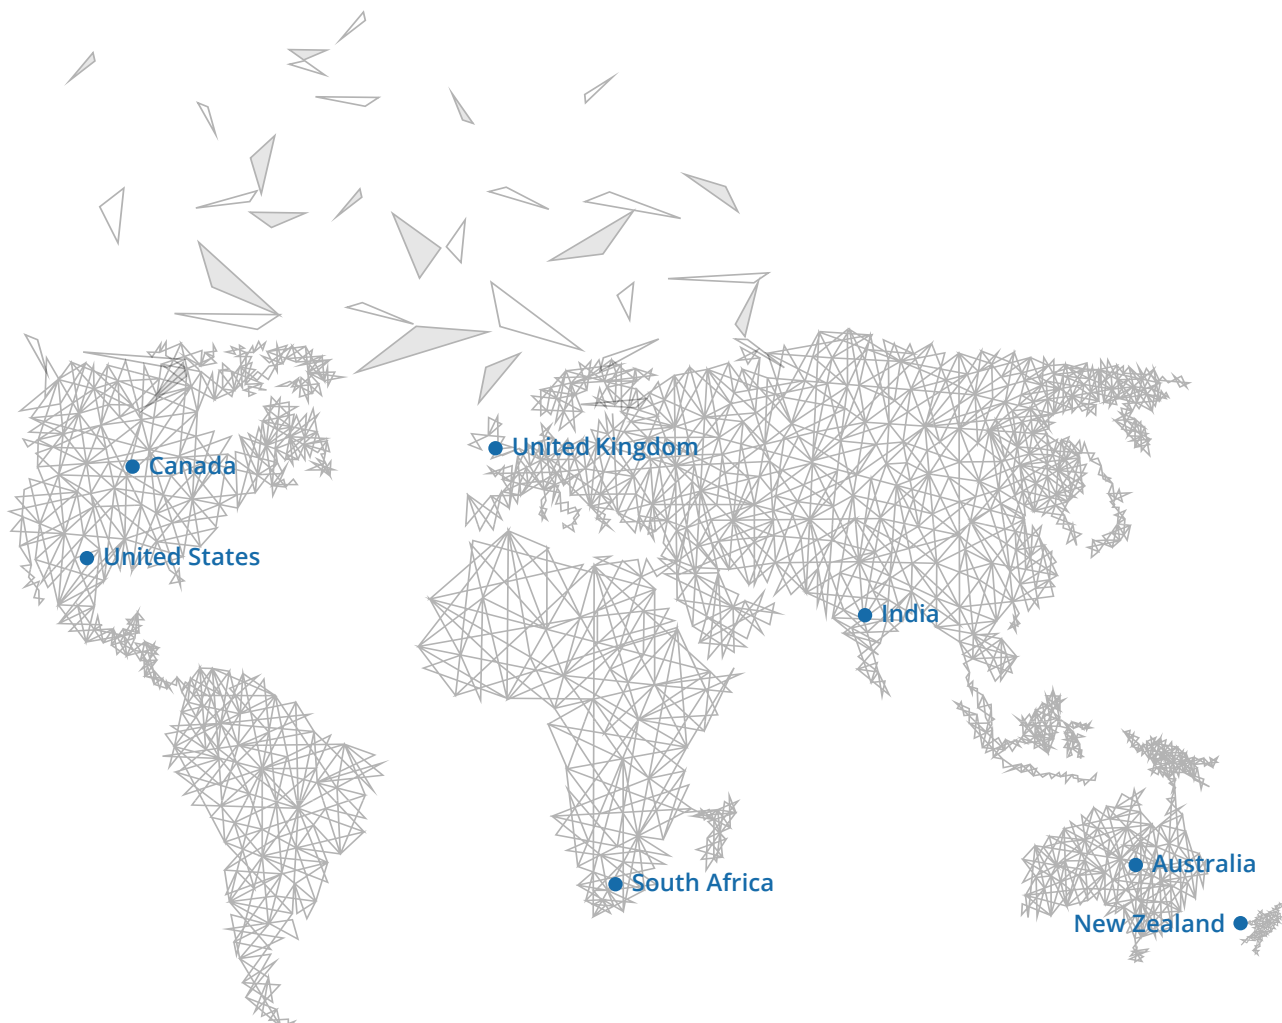 United Kingdom
Canada
United States
India
Australia
South Africa
New Zealand